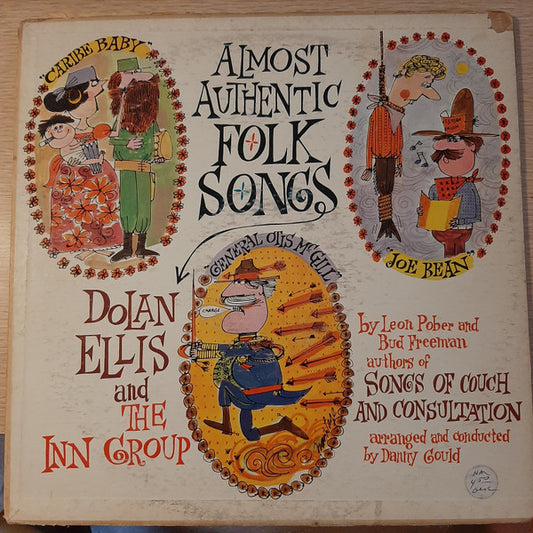 "CARIBE BABY"
ALMOST
AUTHENTIC
FOLK
SONGS
"JOE BEAN"
"GENERAL OTIS McGILL"
CHARGE
DOLAN
ELLIS
and
THE
INN GROUP
by Leon Pober and
Bud Freeman
authors of
SONGS OF COUCH
AND CONSULTATION
arranged and conducted
by Danny Gould